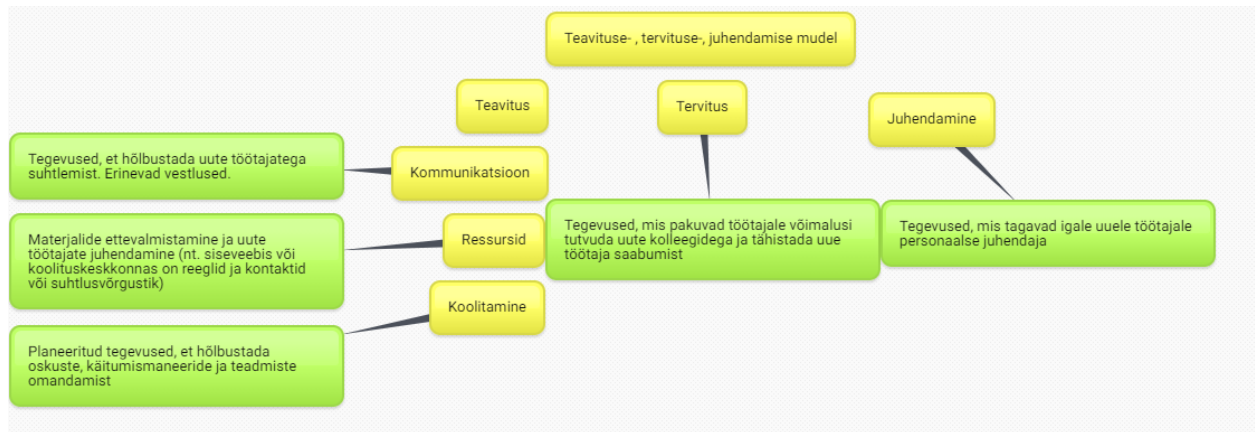 Teavituse- , tervituse-, juhendamise mudel
Teavitus
Tervitus
Juhendamine
Tegevused, et hõlbustada uute töötajatega
suhtlemist. Erinevad vestlused.
Kommunikatsioon
Materjalide ettevalmistamine ja uute
töötajate juhendamine (nt. siseveebis või
koolituskeskkonnas on reeglid ja kontaktid
või suhtlusvõrgustik)
Ressursid
Tegevused, mis pakuvad töötajale võimalusi
tutvuda uute kolleegidega ja tähistada uue
töötaja saabumist
Tegevused, mis tagavad igale uuele töötajale
personaalse juhendaja
Koolitamine
Planeeritud tegevused, et hõlbustada
oskuste, käitumismaneeride ja teadmiste
omandamist